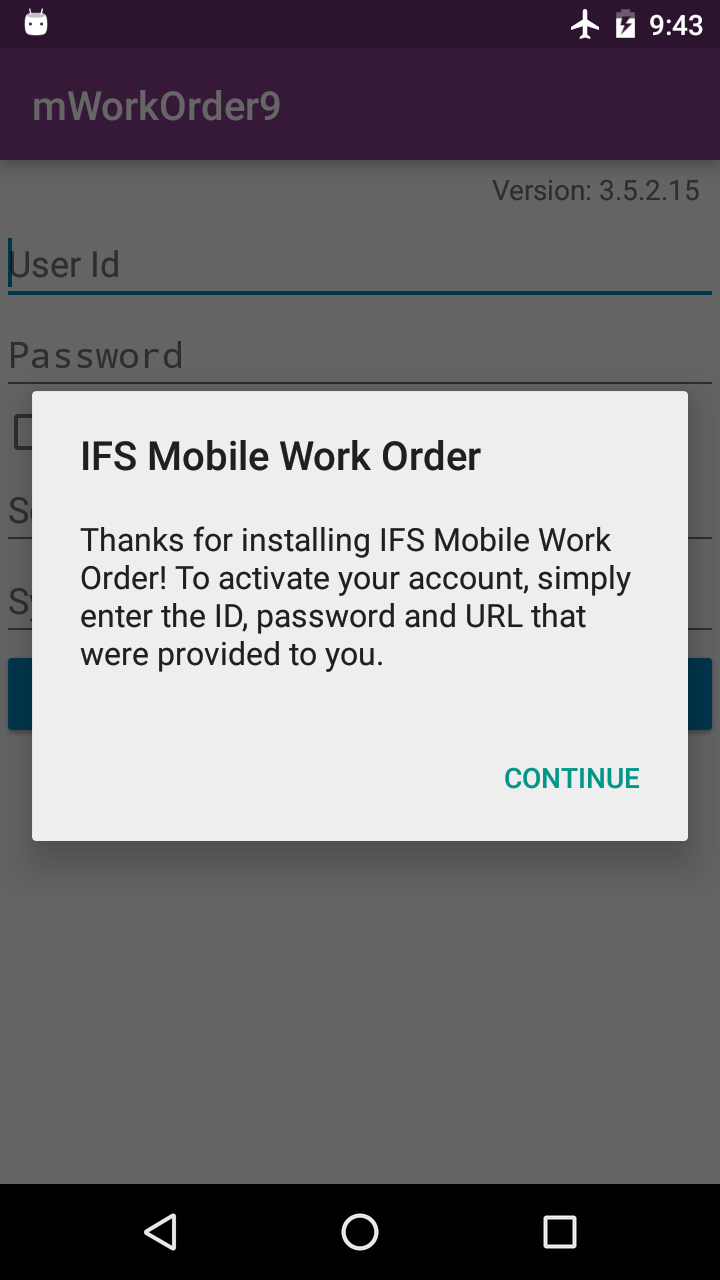 9:43
mWorkOrder9
Version: 3.5.2.15
User Id
Password
IFS Mobile Work Order
Thanks for installing IFS Mobile Work
Order! To activate your account, simply
enter the ID, password and URL that
were provided to you.
CONTINUE